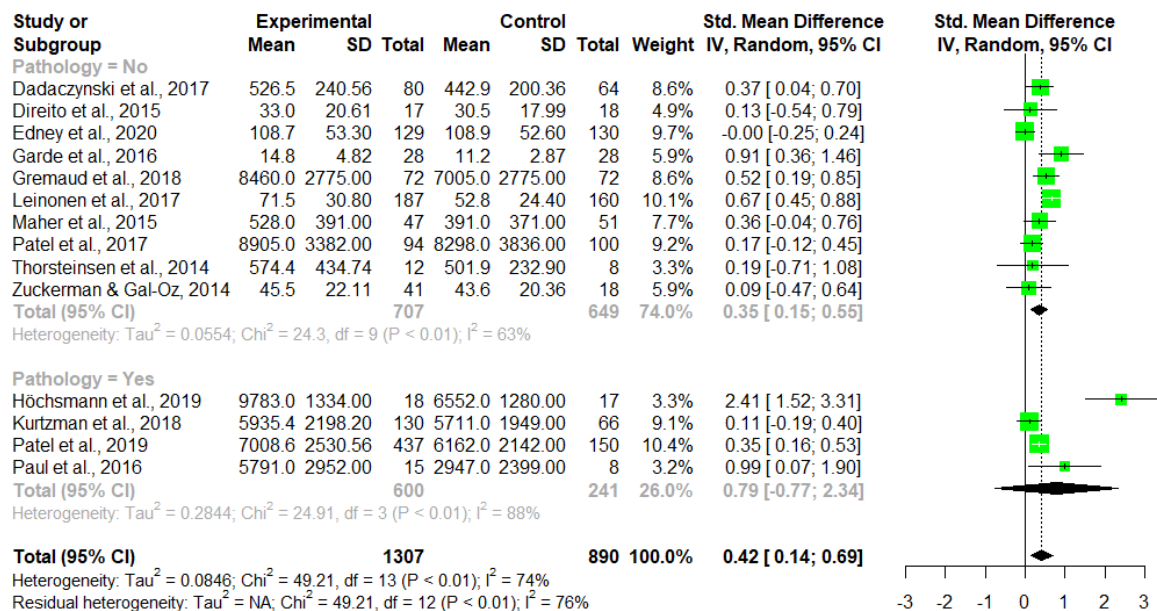 Study or Experimental Control Std. Mean Difference Std. Mean Difference
Subgroup Mean SD Total Mean SD Total Weight IV, Random, 95% CI IV, Random, 95% CI
Pathology = No
Dadaczynski et al., 2017 526.5 240.56 80 442.9 200.36 64 8.6% 0.37 [ 0.04; 0.70]
Direito et al., 2015 33.0 20.61 17 30.5 17.99 18 4.9% 0.13 [-0.54; 0.79]
Edney et al., 2020 108.7 53.30 129 108.9 52.60 130 9.7% -0.00 [-0.25; 0.24]
Garde et al., 2016 14.8 4.82 28 11.2 2.87 28 5.9% 0.91 [ 0.36; 1.46]
Gremaud et al., 2018 8460.0 2775.00 72 7005.0 2775.00 72 8.6% 0.52 [ 0.19; 0.85]
Leinonen et al., 2017 71.5 30.80 187 52.8 24.40 160 10.1% 0.67 [ 0.45; 0.88]
Maher et al., 2015 528.0 391.00 47 391.0 371.00 51 7.7% 0.36 [-0.04; 0.76]
Patel et al., 2017 8905.0 3382.00 94 8298.0 3836.00 100 9.2% 0.17 [-0.12; 0.45]
Thorsteinsen et al., 2014 574.4 434.74 12 501.9 232.90 8 3.3% 0.19 [-0.71; 1.08]
Zuckerman & Gal-Oz, 2014 45.5 22.11 41 43.6 20.36 18 5.9% 0.09 [-0.47; 0.64]
Total (95% CI) 707 649 74.0% 0.35 [ 0.15; 0.55]
Heterogeneity: Tau² = 0.0554; Chi² = 24.3, df = 9 (P < 0.01); I² = 63%
Pathology = Yes
Höchsmann et al., 2019 9783.0 1334.00 18 6552.0 1280.00 17 3.3% 2.41 [ 1.52; 3.31]
Kurtzman et al., 2018 5935.4 2198.20 130 5711.0 1949.00 66 9.1% 0.11 [-0.19; 0.40]
Patel et al., 2019 7008.6 2530.56 437 6162.0 2142.00 150 10.4% 0.35 [ 0.16; 0.53]
Paul et al., 2016 5791.0 2952.00 15 2947.0 2399.00 8 3.2% 0.99 [ 0.07; 1.90]
Total (95% CI) 600 241 26.0% 0.79 [-0.77; 2.34]
Heterogeneity: Tau² = 0.2844; Chi² = 24.91, df = 3 (P < 0.01); I² = 88%
Total (95% CI) 1307 890 100.0% 0.42 [ 0.14; 0.69]
Heterogeneity: Tau² = 0.0846; Chi² = 49.21, df = 13 (P < 0.01); I² = 74%
Residual heterogeneity: Tau² = NA; Chi² = 49.21, df = 12 (P < 0.01); I² = 76%
-3 -2 -1 0 1 2 3